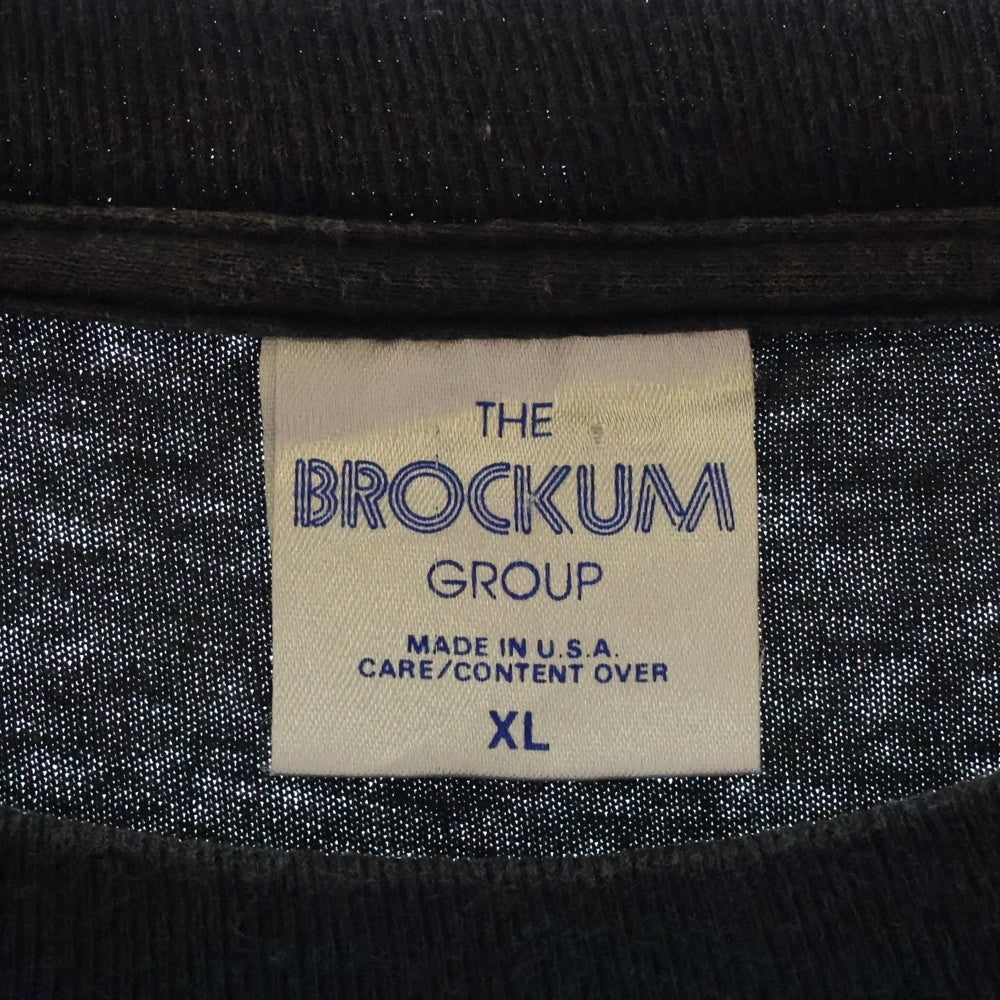 THE
BROCKUM
GROUP
MADE IN U.S.A.
CARE/CONTENT OVER
XL